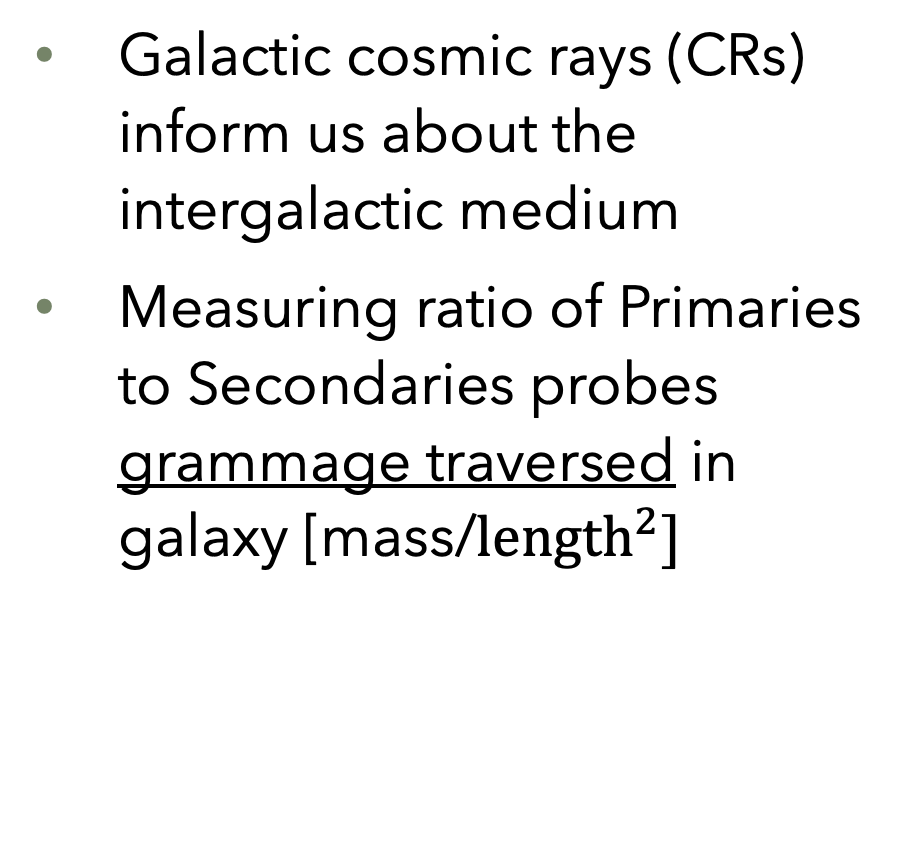 • Galactic cosmic rays (CRs)
inform us about the
intergalactic medium
• Measuring ratio of Primaries
to Secondaries probes
grammage traversed in
galaxy [mass/length²]